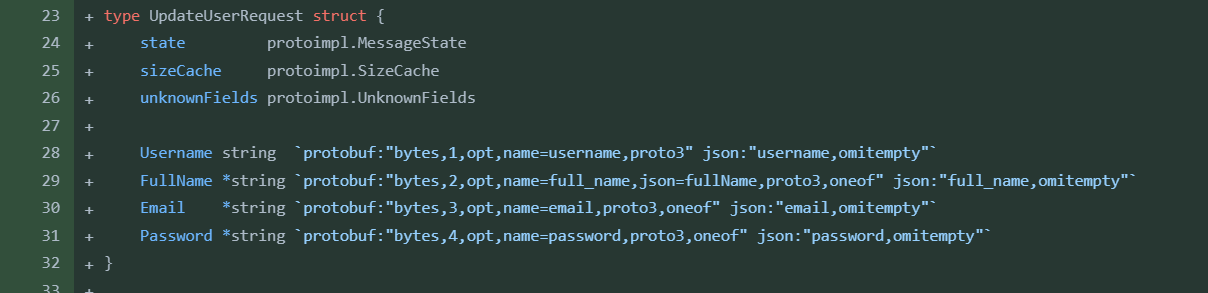 23 + type UpdateUserRequest struct {
24 +     state         protoimpl.MessageState
25 +     sizeCache     protoimpl.SizeCache
26 +     unknownFields protoimpl.UnknownFields
27 +
28 +     Username string  `protobuf:"bytes,1,opt,name=username,proto3" json:"username,omitempty"`
29 +     FullName *string `protobuf:"bytes,2,opt,name=full_name,json=fullName,proto3,oneof" json:"full_name,omitempty"`
30 +     Email    *string `protobuf:"bytes,3,opt,name=email,proto3,oneof" json:"email,omitempty"`
31 +     Password *string `protobuf:"bytes,4,opt,name=password,proto3,oneof" json:"password,omitempty"`
32 + }
33 +